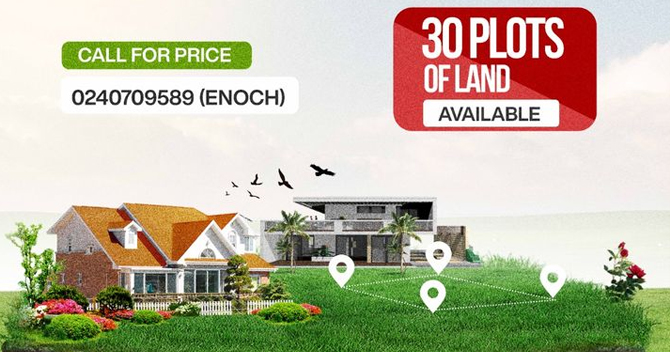 CALL FOR PRICE
0240709589 (ENOCH)
30 PLOTS
OF LAND
AVAILABLE